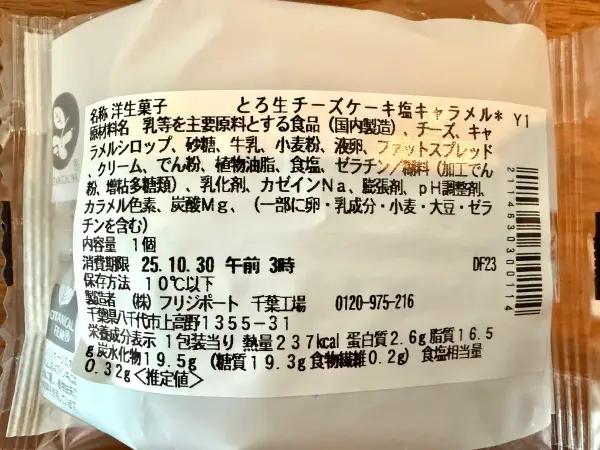 名称 洋生菓子 とろ生チーズケーキ塩キャラメル* Y1
原材料名 乳等を主要原料とする食品(国内製造)、チーズ、キャ
ラメルシロップ、砂糖、牛乳、小麦粉、液卵、ファットスプレッド
、クリーム、でん粉、植物油脂、食塩、ゼラチン/糊料(加工でん
粉、増粘多糖類)、乳化剤、カゼインNa、膨張剤、pH調整剤、
カラメル色素、炭酸Mg、(一部に卵・乳成分・小麦・大豆・ゼラ
チンを含む)
内容量 1個
消費期限 25.10.30 午前 3時 DF23
保存方法 10℃以下
製造者 (株) フリジポート 千葉工場 0120-975-216
千葉県八千代市上高野1355-31
栄養成分表示 1包装当り 熱量237kcal 蛋白質2.6g 脂質16.5
g 炭水化物19.5g (糖質19.3g 食物繊維0.2g) 食塩相当量
0.32g<推定値>
2114630300114
BOTANICAL